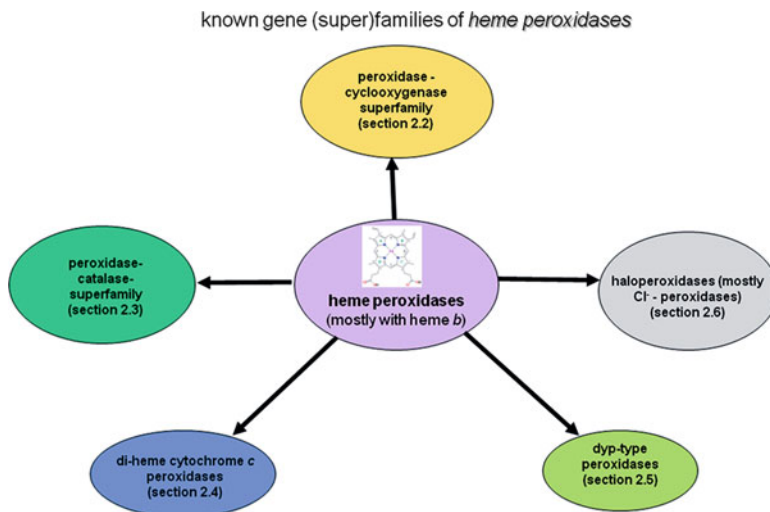 known gene (super)families of heme peroxidases
peroxidase -
cyclooxygenase
superfamily
(section 2.2)
peroxidase-
catalase-
superfamily
(section 2.3)
heme peroxidases
(mostly with heme b)
haloperoxidases (mostly
Cl⁻ - peroxidases)
(section 2.6)
di-heme cytochrome c
peroxidases
(section 2.4)
dyp-type
peroxidases
(section 2.5)